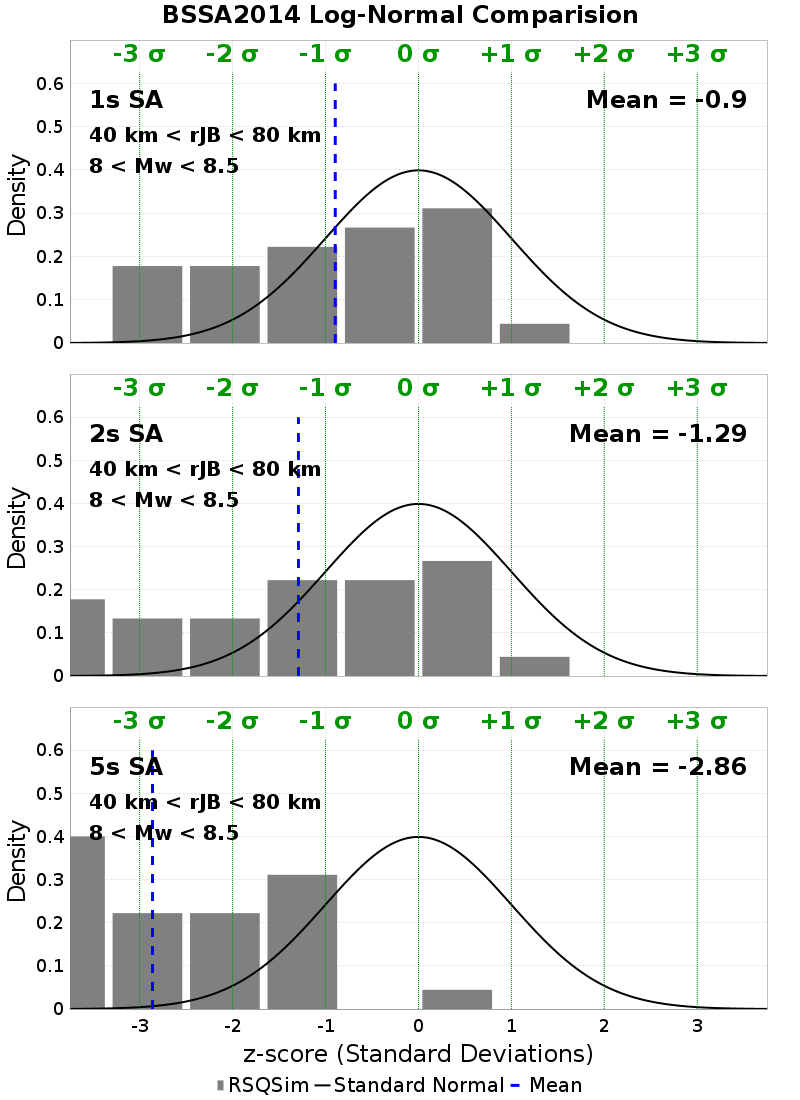 BSSA2014 Log-Normal Comparision
-3 σ -2 σ -1 σ 0 σ +1 σ +2 σ +3 σ
1s SA
Mean = -0.9
40 km < rJB < 80 km
8 < Mw < 8.5
Density
0.6
0.5
0.4
0.3
0.2
0.1
0
-3 σ -2 σ -1 σ 0 σ +1 σ +2 σ +3 σ
2s SA
Mean = -1.29
40 km < rJB < 80 km
8 < Mw < 8.5
Density
0.6
0.5
0.4
0.3
0.2
0.1
0
-3 σ -2 σ -1 σ 0 σ +1 σ +2 σ +3 σ
5s SA
Mean = -2.86
40 km < rJB < 80 km
8 < Mw < 8.5
Density
0.6
0.5
0.4
0.3
0.2
0.1
0
-3 -2 -1 0 1 2 3
z-score (Standard Deviations)
RSQSim Standard Normal Mean